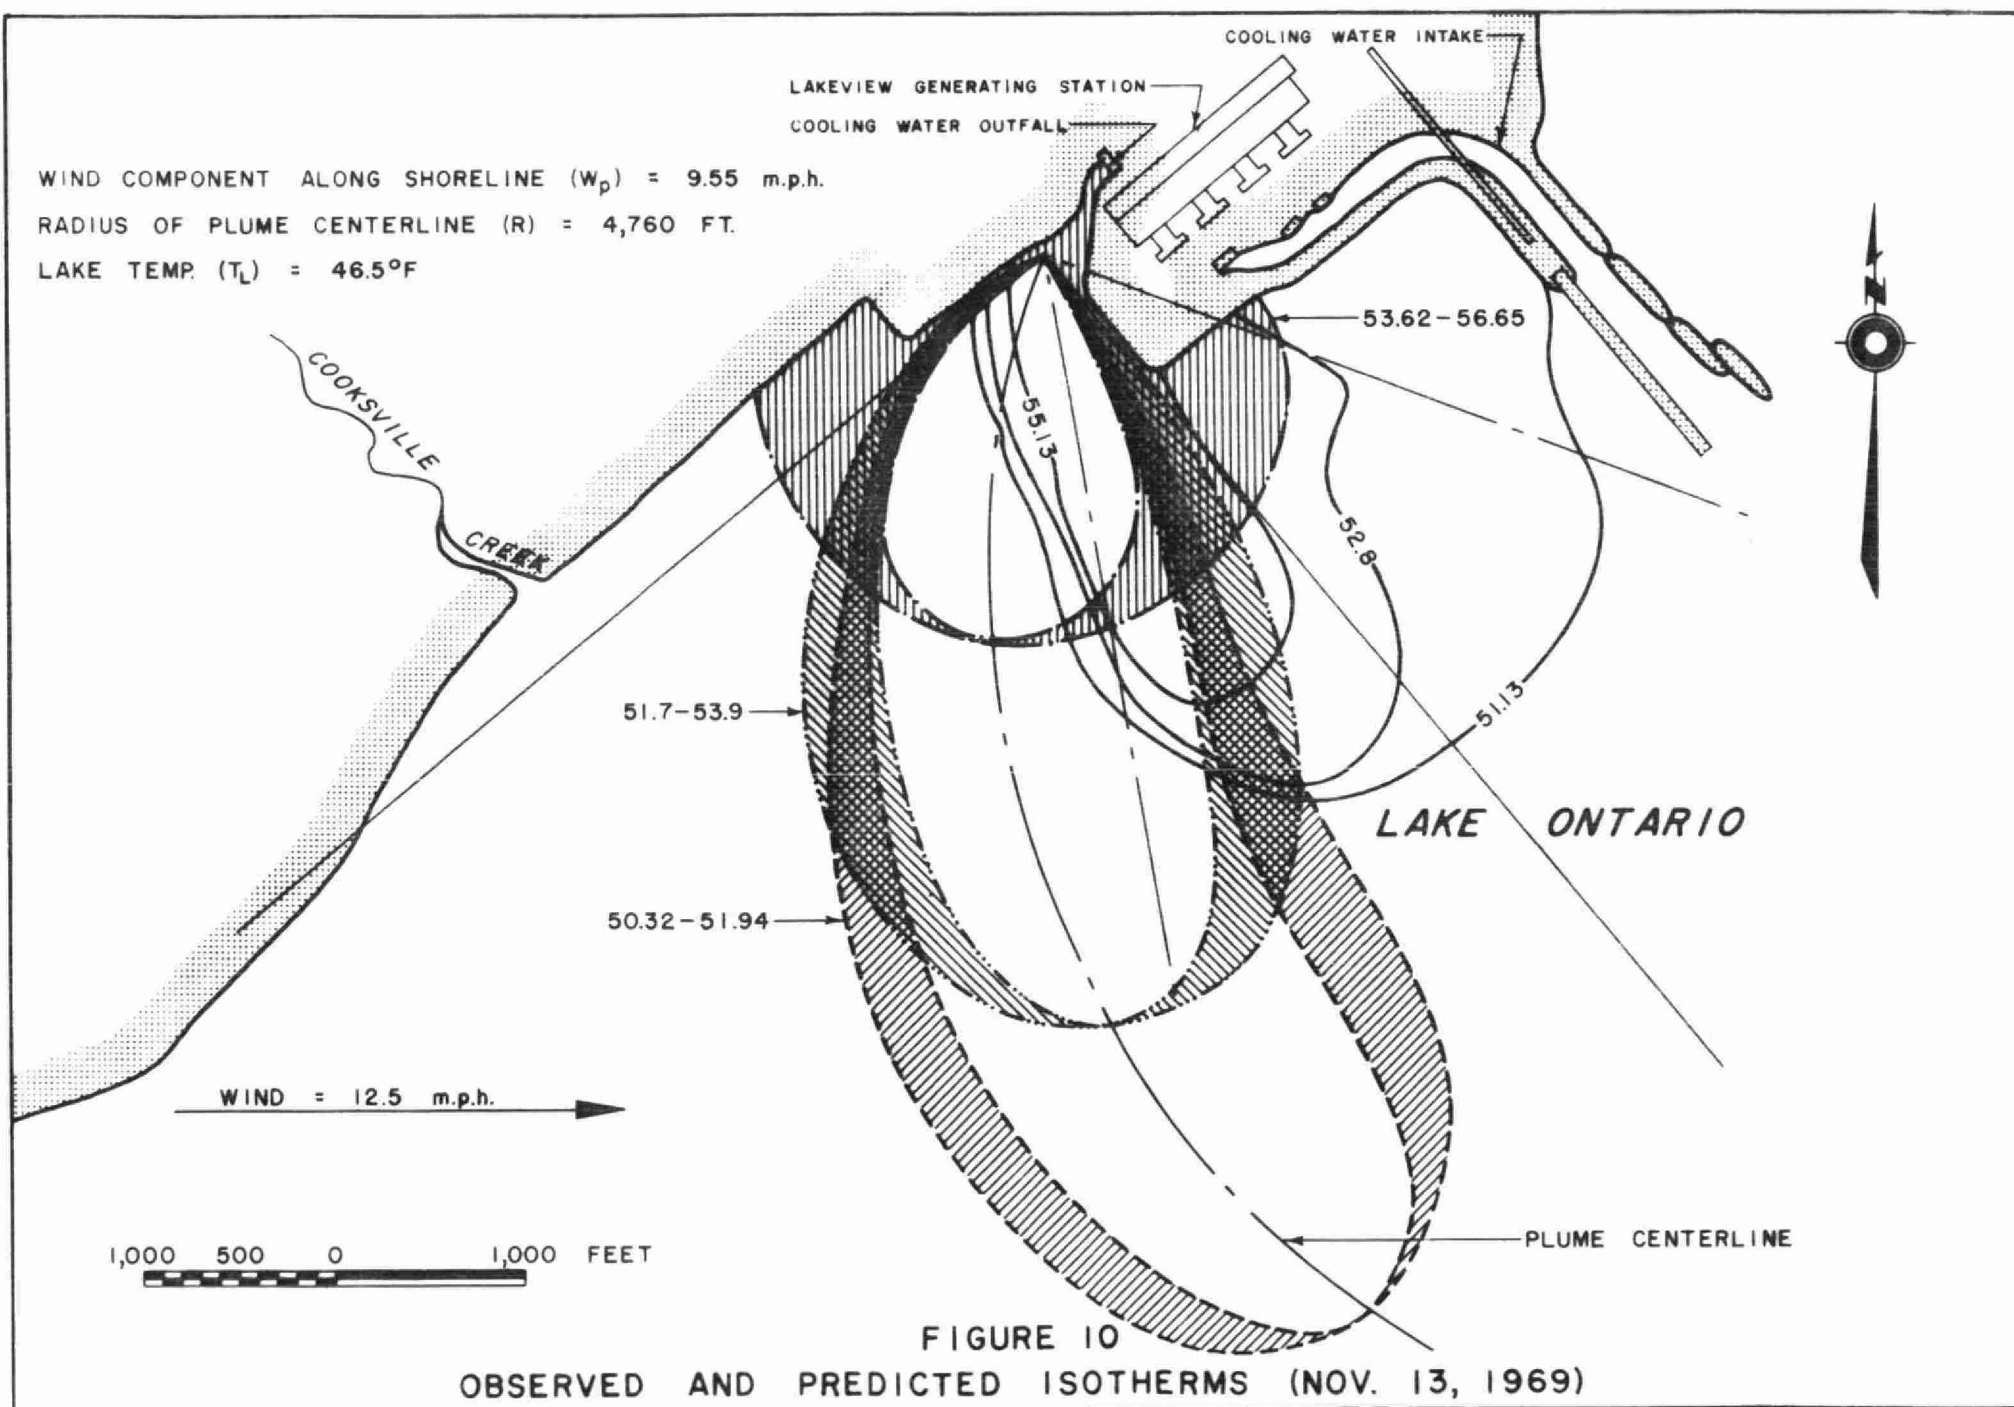 COOLING WATER INTAKE
LAKEVIEW GENERATING STATION
COOLING WATER OUTFALL
WIND COMPONENT ALONG SHORELINE (Wp) = 9.55 m.p.h.
RADIUS OF PLUME CENTERLINE (R) = 4,760 FT.
LAKE TEMP. (TL) = 46.5°F
N
53.62-56.65
COOKSVILLE
CREEK
55.13
52.8
51.13
51.7-53.9
LAKE ONTARIO
50.32-51.94
WIND = 12.5 m.p.h.
PLUME CENTERLINE
1,000 500 0 1,000 FEET
FIGURE 10
OBSERVED AND PREDICTED ISOTHERMS (NOV. 13, 1969)